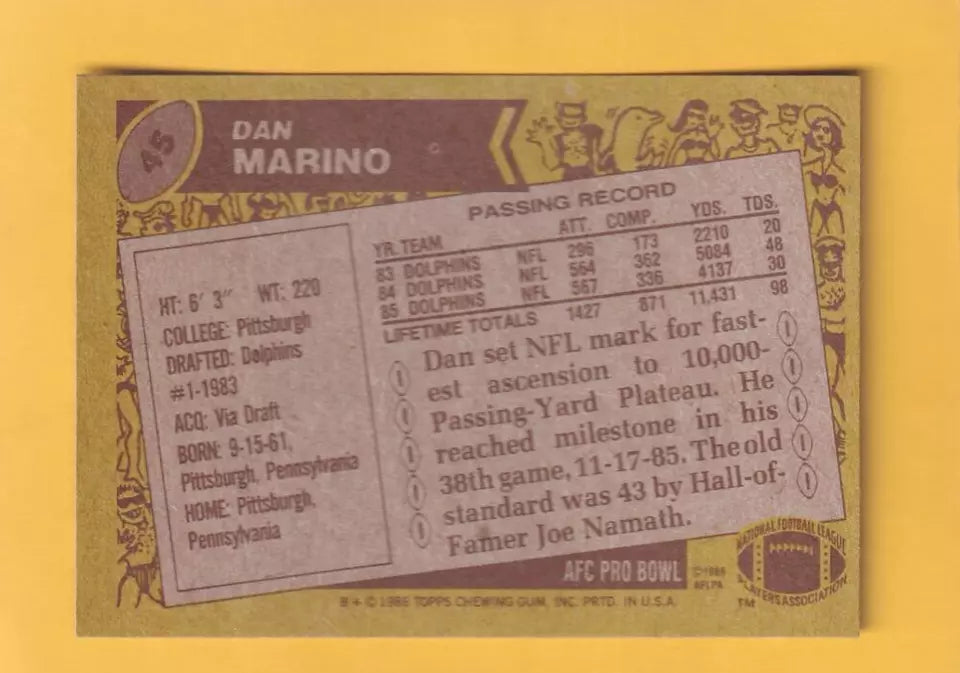 45
DAN
MARINO
PASSING RECORD
YR. TEAM ATT. COMP. YDS. TDS.
83 DOLPHINS NFL 296 173 2210 20
84 DOLPHINS NFL 564 362 5084 48
85 DOLPHINS NFL 567 336 4137 30
LIFETIME TOTALS 1427 871 11,431 98
HT: 6' 3" WT: 220
COLLEGE: Pittsburgh
DRAFTED: Dolphins
#1-1983
ACQ: Via Draft
BORN: 9-15-61,
Pittsburgh, Pennsylvania
HOME: Pittsburgh,
Pennsylvania
Dan set NFL mark for fast-
est ascension to 10,000-
Passing-Yard Plateau. He
reached milestone in his
38th game, 11-17-85. The old
standard was 43 by Hall-of-
Famer Joe Namath.
AFC PRO BOWL
©1986
NFLPA
NATIONAL FOOTBALL LEAGUE
PLAYERS ASSOCIATION
TM
B + © 1986 TOPPS CHEWING GUM, INC. PRTD. IN U.S.A.